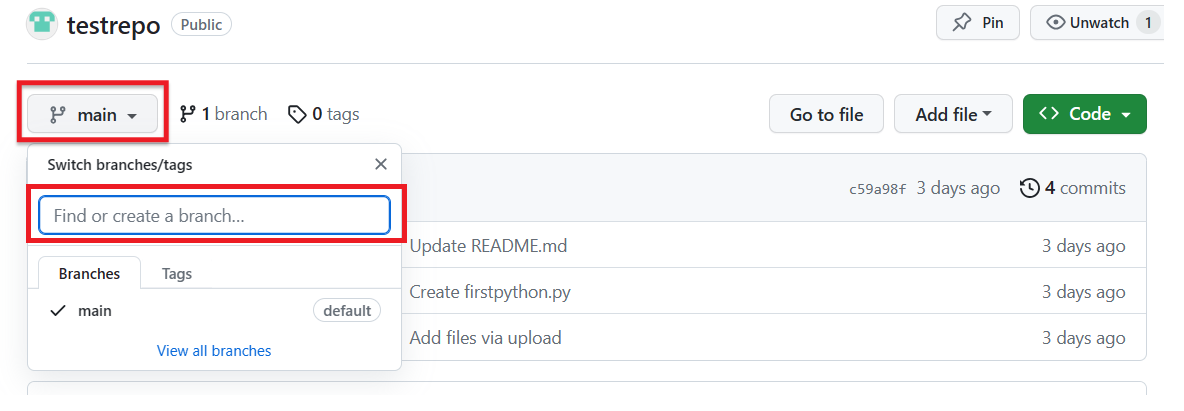 testrepo Public Pin Unwatch 1
main 1 branch 0 tags Go to file Add file Code
Switch branches/tags
c59a98f 3 days ago 4 commits
Find or create a branch...
Update README.md 3 days ago
Branches Tags
Create firstpython.py 3 days ago
main default
Add files via upload 3 days ago
View all branches